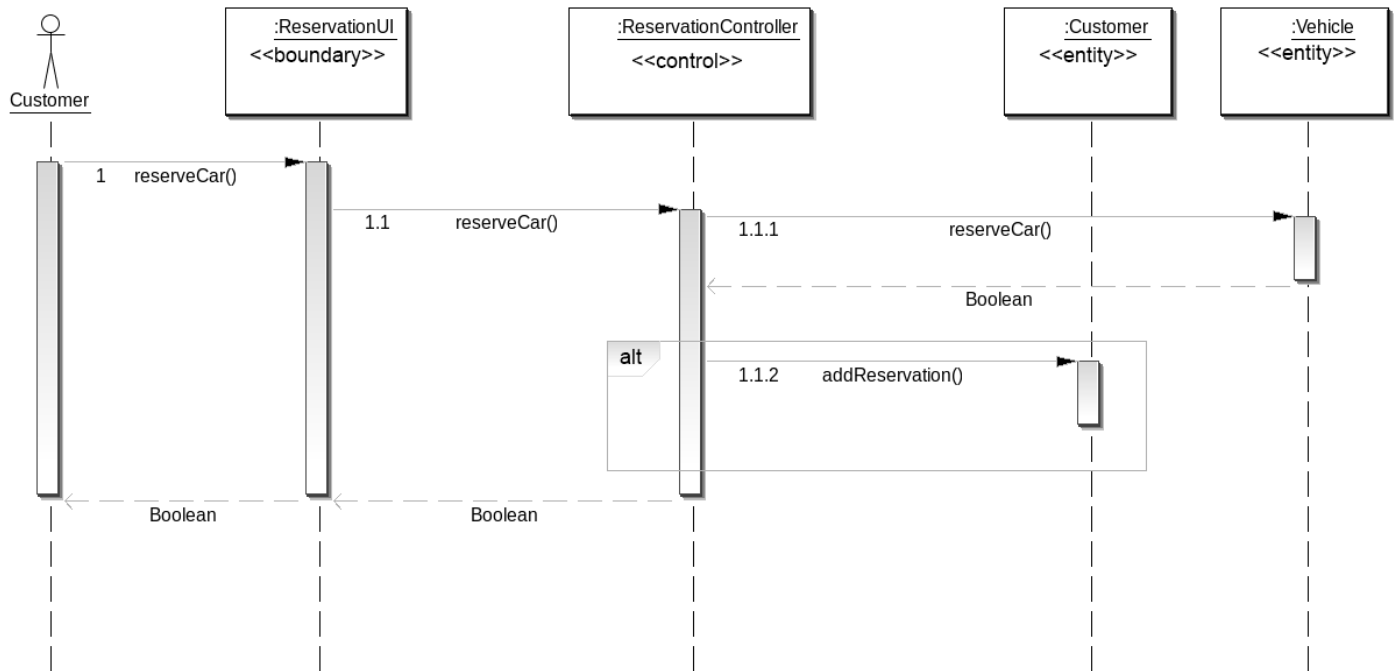 :ReservationUI
<<boundary>>
:ReservationController
<<control>>
:Customer
<<entity>>
:Vehicle
<<entity>>
Customer
1 reserveCar()
1.1 reserveCar()
1.1.1 reserveCar()
Boolean
alt
1.1.2 addReservation()
Boolean
Boolean